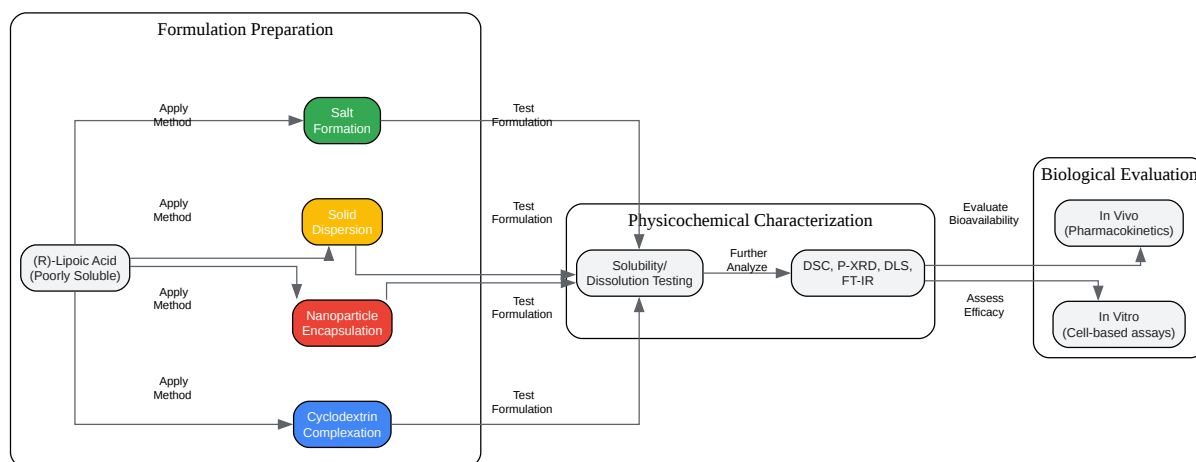 Formulation Preparation
Apply
Method
Salt
Formation
Test
Formulation
Apply
Method
Solid
Dispersion
Test
Formulation
(R)-Lipoic Acid
(Poorly Soluble)
Apply
Method
Nanoparticle
Encapsulation
Test
Formulation
Apply
Method
Cyclodextrin
Complexation
Test
Formulation
Physicochemical Characterization
Solubility/
Dissolution Testing
Further
Analyze
DSC, P-XRD, DLS,
FT-IR
Evaluate
Bioavailability
Assess
Efficacy
Biological Evaluation
In Vivo
(Pharmacokinetics)
In Vitro
(Cell-based assays)